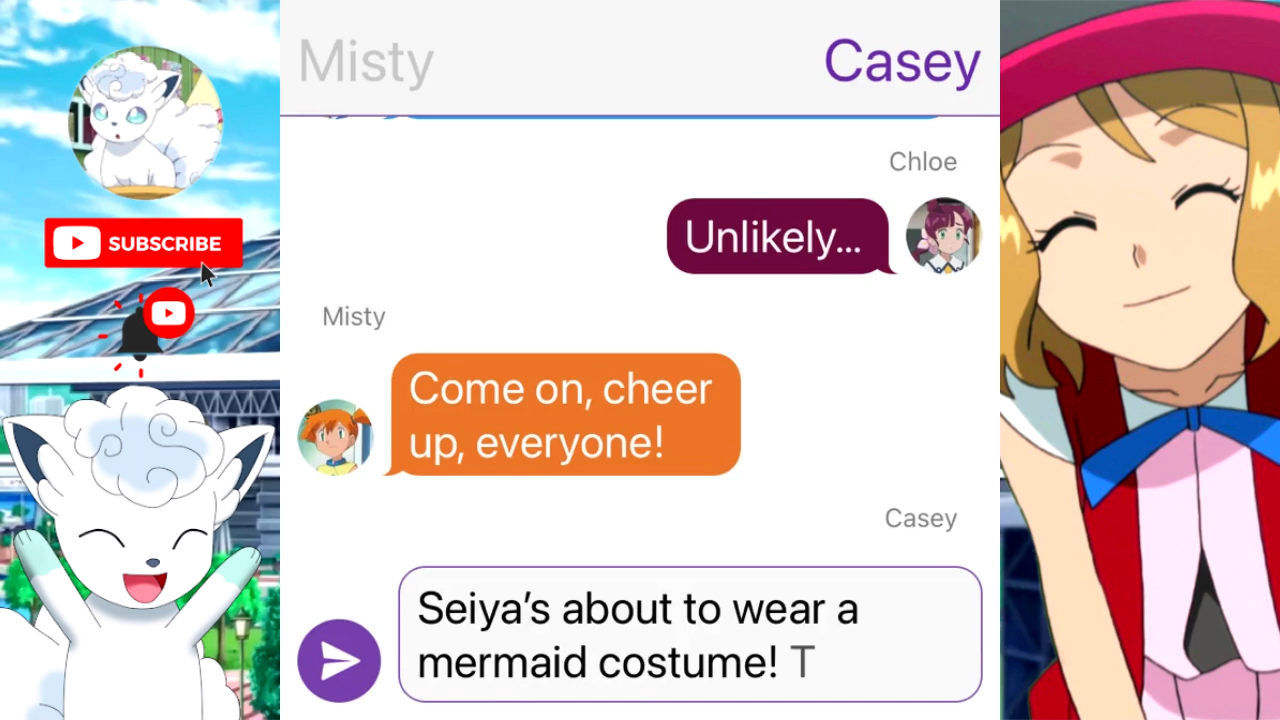 Misty
Casey
SUBSCRIBE
Chloe
Unlikely...
Misty
Come on, cheer
up, everyone!
Casey
Seiya’s about to wear a
mermaid costume! T